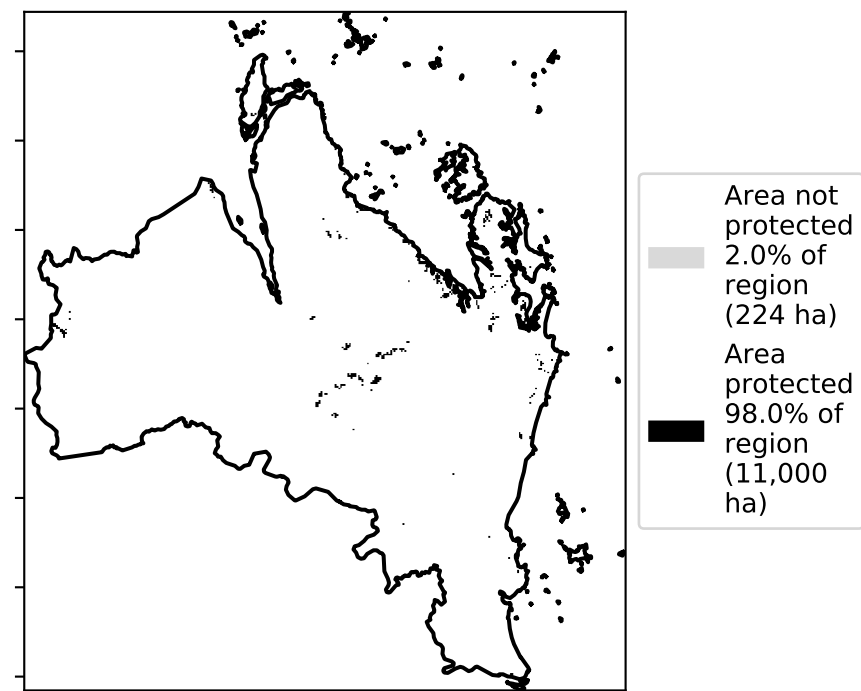 Area not
protected
2.0% of
region
(224 ha)
Area
protected
98.0% of
region
(11,000
ha)